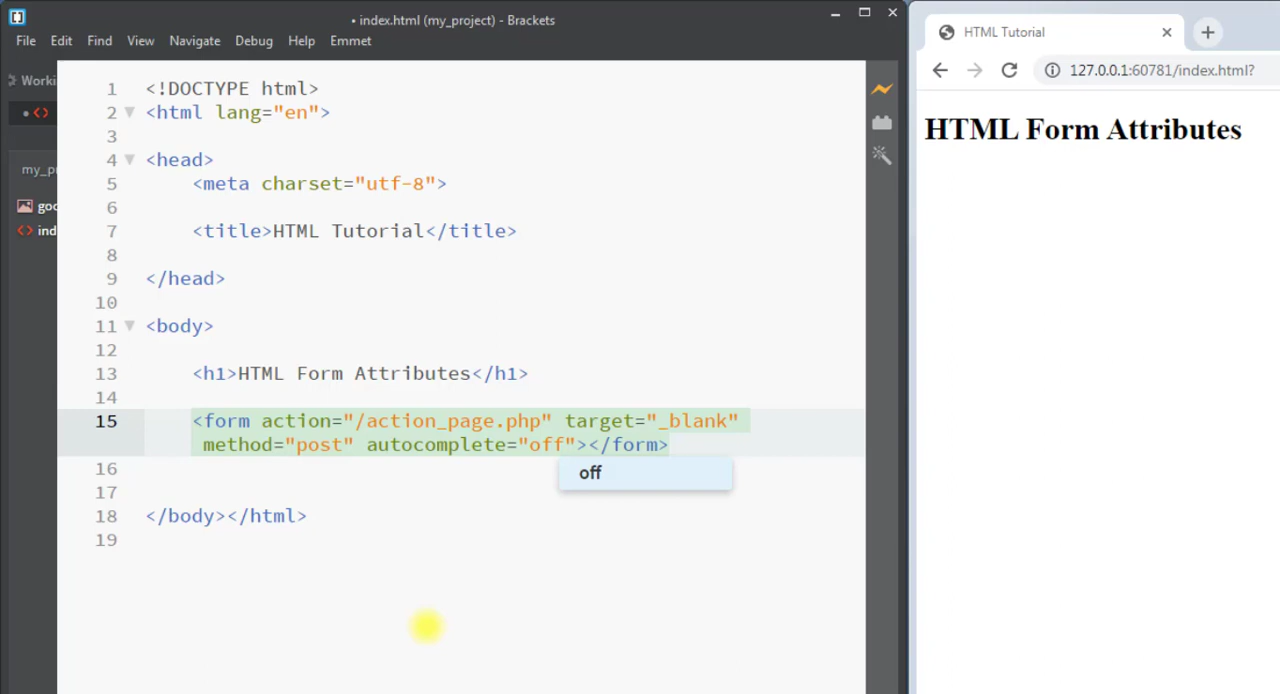 • index.html (my_project) - Brackets
File Edit Find View Navigate Debug Help Emmet
Worki
my_p
goo
ind
1 <!DOCTYPE html>
2 <html lang="en">
3
4 <head>
5 <meta charset="utf-8">
6
7 <title>HTML Tutorial</title>
8
9 </head>
10
11 <body>
12
13 <h1>HTML Form Attributes</h1>
14
15 <form action="/action_page.php" target="_blank"
method="post" autocomplete="off"></form>
off
16
17
18 </body></html>
19
HTML Tutorial
127.0.0.1:60781/index.html?
HTML Form Attributes